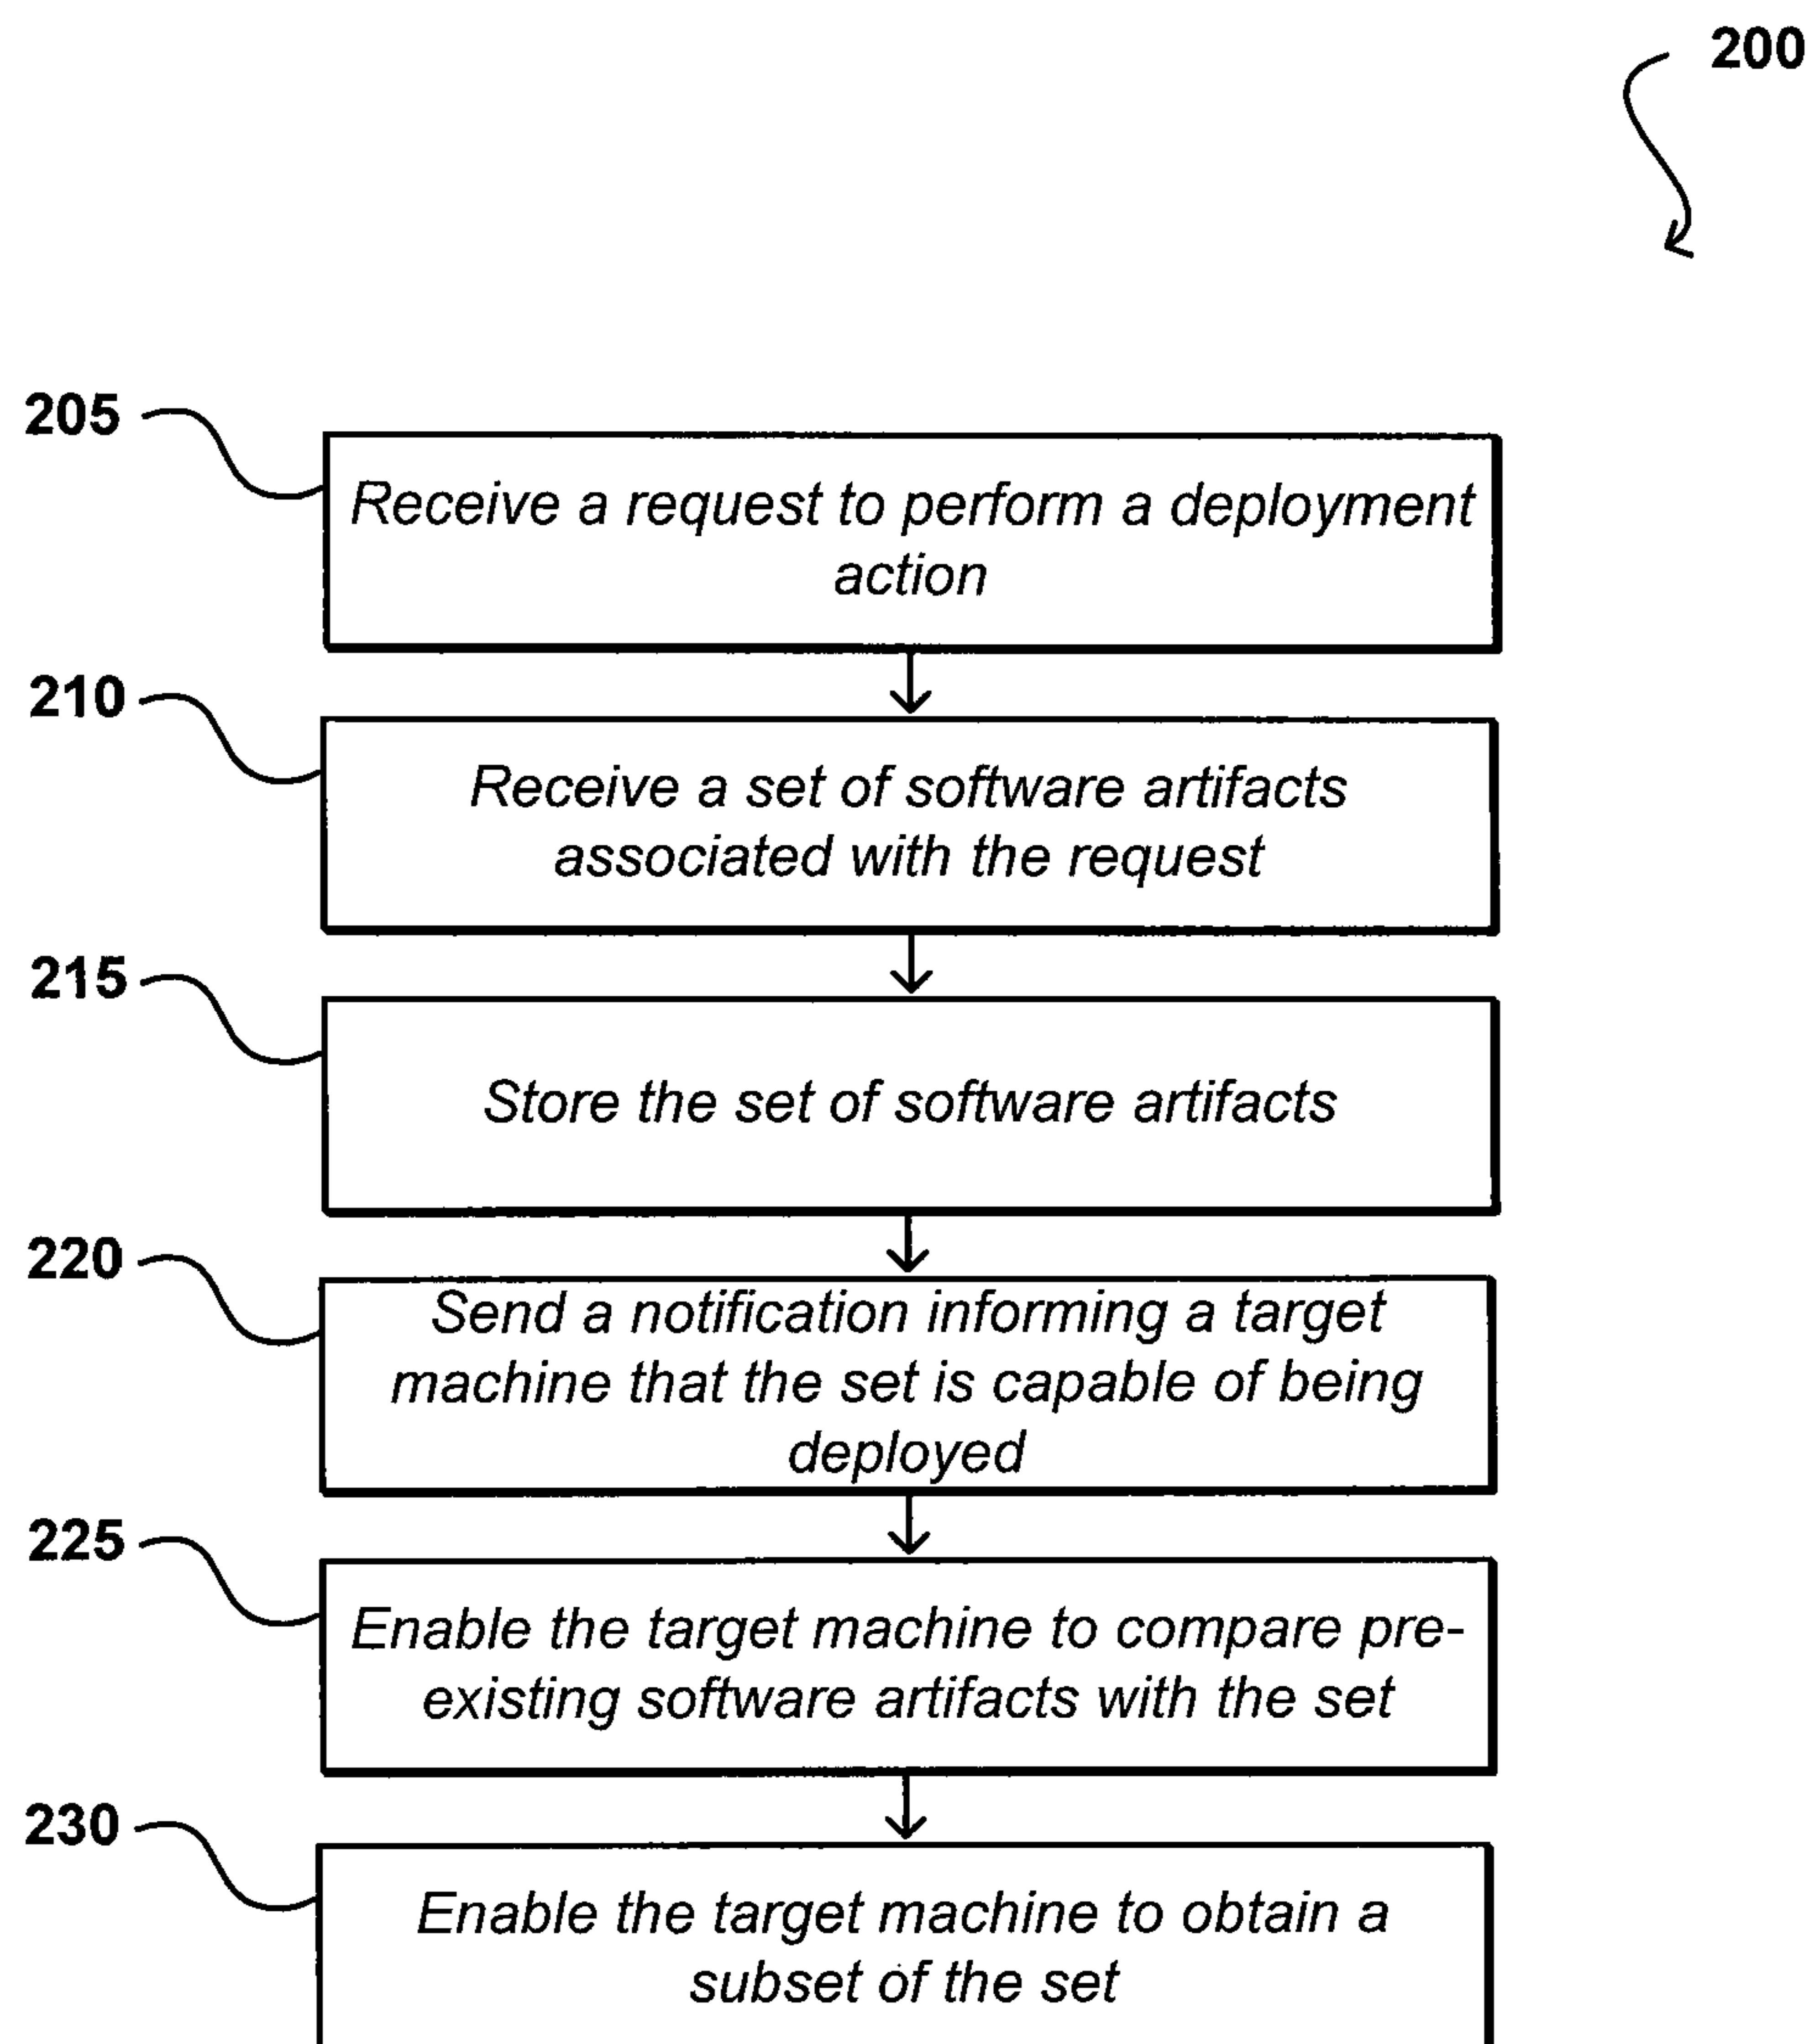 200
205
Receive a request to perform a deployment
action
210
Receive a set of software artifacts
associated with the request
215
Store the set of software artifacts
220
Send a notification informing a target
machine that the set is capable of being
deployed
225
Enable the target machine to compare pre-
existing software artifacts with the set
230
Enable the target machine to obtain a
subset of the set